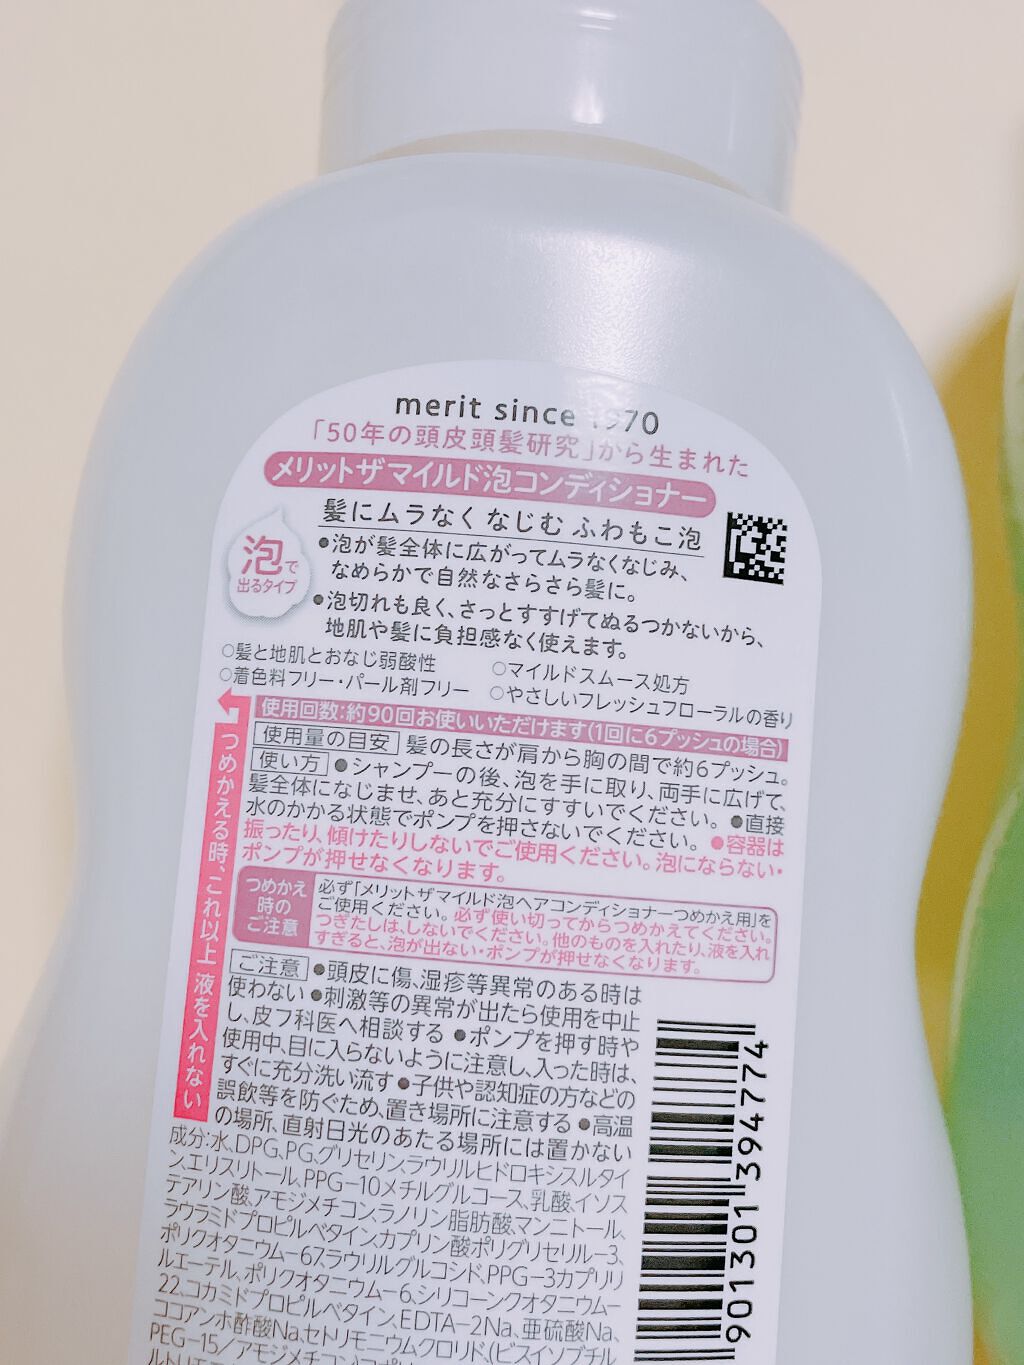 merit since 1970
「50年の頭皮頭髪研究」から生まれた
メリットザマイルド泡コンディショナー
髪にムラなく なじむ ふわもこ泡
泡で
出るタイプ
●泡が髪全体に広がってムラなくなじみ、
なめらかで自然なさらさら髪に。
●泡切れも良く、さっとすすげてぬるつかないから、
地肌や髪に負担感なく使えます。
○髪と地肌とおなじ弱酸性
○マイルドスムース処方
○着色料フリー・パール剤フリー
○やさしいフレッシュフローラルの香り
使用回数:約90回お使いいただけます(1回に6プッシュの場合)
使用量の目安 髪の長さが肩から胸の間で約6プッシュ。
使い方 ●シャンプーの後、泡を手に取り、両手に広げて、
髪全体になじませ、あと充分にすすいでください。 ●直接
水のかかる状態でポンプを押さないでください。 ●容器は
振ったり、傾けたりしないでご使用ください。泡にならない・
ポンプが押せなくなります。
つめかえる時、これ以上 液を入れない
つめかえ
時の
ご注意
必ず「メリットザマイルド泡ヘアコンディショナーつめかえ用」を
ご使用ください。必ず使い切ってからつめかえてください。
つぎたしは、しないでください。他のものを入れたり、液を入れ
すぎると、泡が出ない・ポンプが押せなくなります。
ご注意 ●頭皮に傷、湿疹等異常のある時は
使わない ●刺激等の異常が出たら使用を中止
し、皮フ科医へ相談する ●ポンプを押す時や
使用中、目に入らないように注意し、入った時は、
すぐに充分洗い流す ●子供や認知症の方などの
誤飲等を防ぐため、置き場所に注意する ●高温
の場所、直射日光のあたる場所には置かない
成分:水、DPG、PG、グリセリン、ラウリルヒドロキシスルタイ
ン、エリスリトール、PPG-10メチルグルコース、乳酸、イソス
テアリン酸、アモジメチコン、ラノリン脂肪酸、マンニトール、
ラウラミドプロピルベタイン、カプリン酸ポリグリセリル-3、
ポリクオタニウム-67、ラウリルグルコシド、PPG-3カプリリ
ルエーテル、ポリクオタニウム-6、シリコーンクオタニウム-
22、コカミドプロピルベタイン、EDTA-2Na、亜硫酸Na、
ココアンホ酢酸Na、セトリモニウムクロリド、(ビスイソブチル
PEG-15/アモジメチコン)コポリ
901301 394774